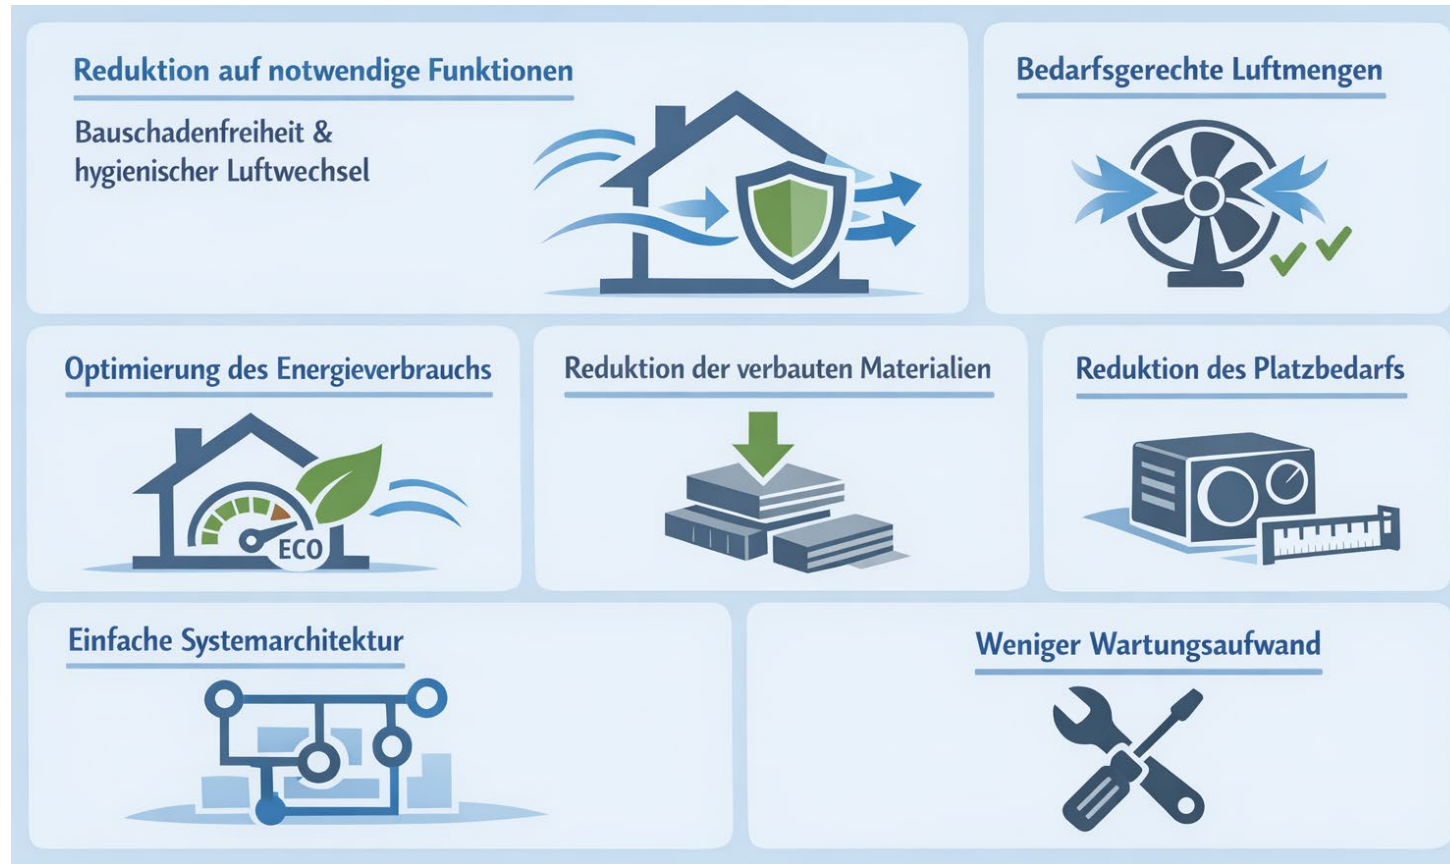 Reduktion auf notwendige Funktionen
Bauschadenfreiheit &
hygienischer Luftwechsel
Bedarfsgerechte Luftmengen
Optimierung des Energieverbrauchs
ECO
Reduktion der verbauten Materialien
Reduktion des Platzbedarfs
Einfache Systemarchitektur
Weniger Wartungsaufwand